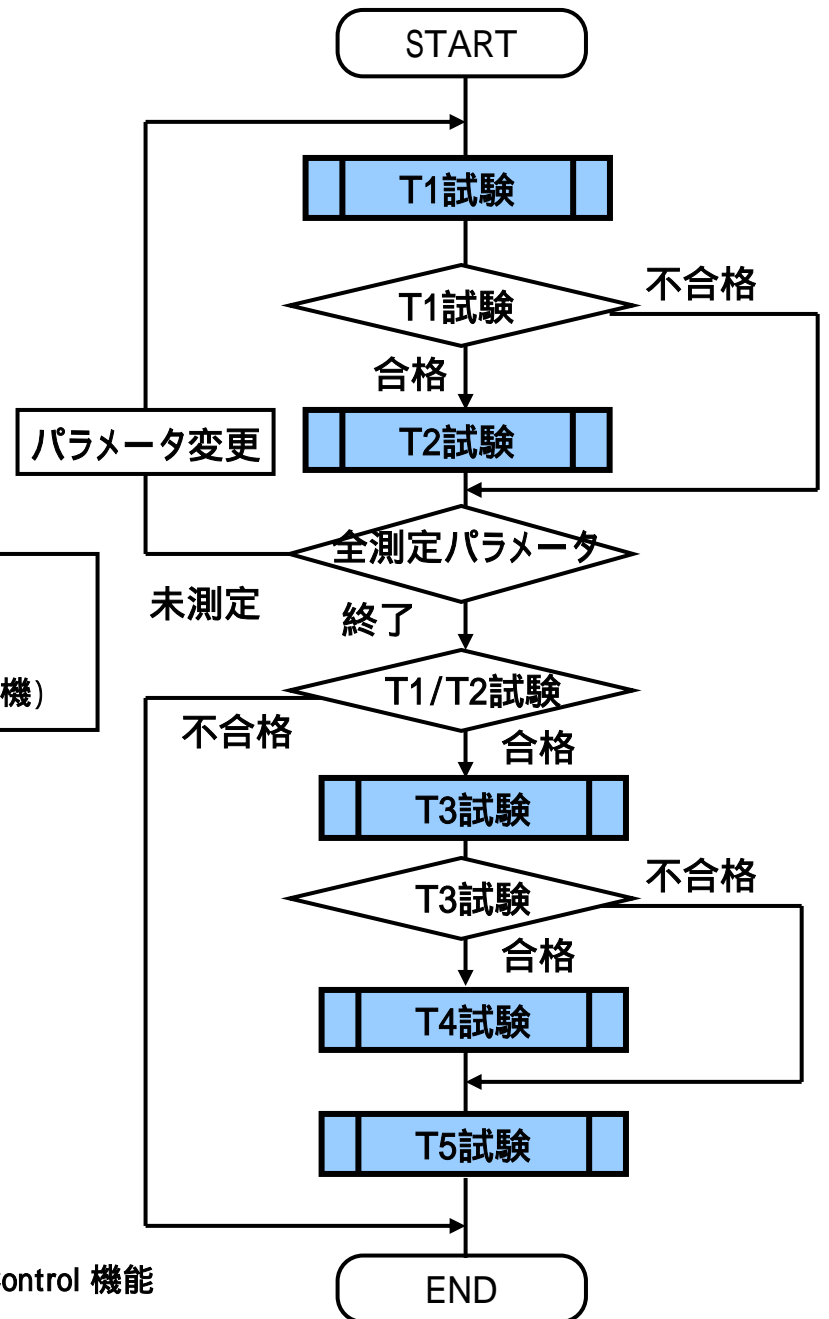 START
T1試験
T1試験
不合格
合格
パラメータ変更
T2試験
全測定パラメータ
未測定
終了
機)
T1/T2試験
不合格
合格
T3試験
T3試験
不合格
合格
T4試験
T5試験
ontrol 機能
END